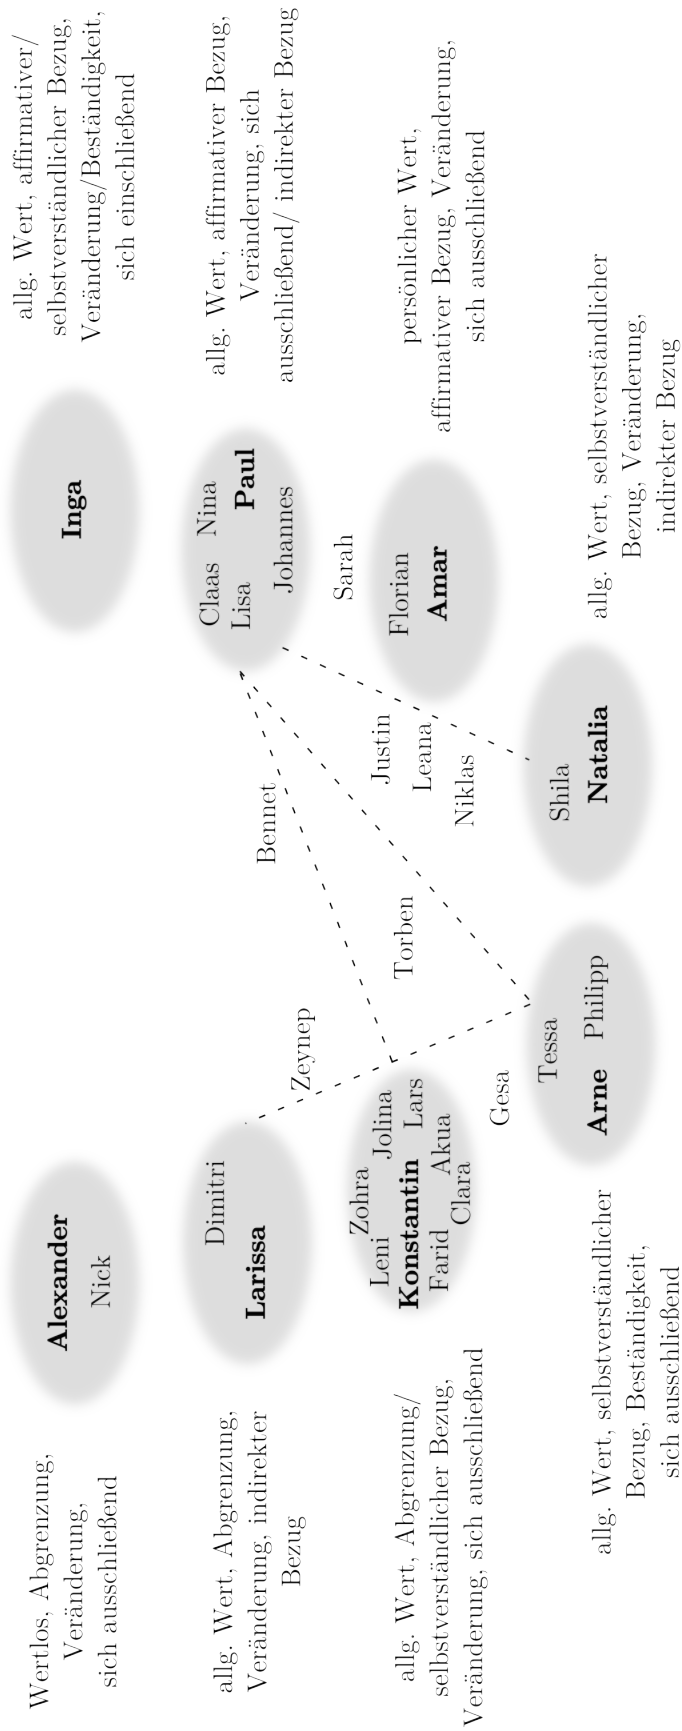 Wertlos, Abgrenzung,
Veränderung,
sich ausschließend
Alexander
Nick
Inga
allg. Wert, affirmativer/
selbstverständlicher Bezug,
Veränderung/Beständigkeit,
sich einschließend
allg. Wert, Abgrenzung,
Veränderung, indirekter
Bezug
Dimitri
Larissa
Zeynep
Bennet
Claas Nina
Lisa
Paul
Johannes
allg. Wert, affirmativer Bezug,
Veränderung, sich
ausschließend/ indirekter Bezug
Sarah
allg. Wert, Abgrenzung/
selbstverständlicher Bezug,
Veränderung, sich ausschließend
Zohra
Leni
Jolina
Konstantin Lars
Farid
Akua
Clara
Torben
Justin
Leana
Niklas
Florian
Amar
persönlicher Wert,
affirmativer Bezug, Veränderung,
sich ausschließend
Gesa
allg. Wert, selbstverständlicher
Bezug, Beständigkeit,
sich ausschließend
Tessa
Arne Philipp
Shila
Natalia
allg. Wert, selbstverständlicher
Bezug, Veränderung,
indirekter Bezug